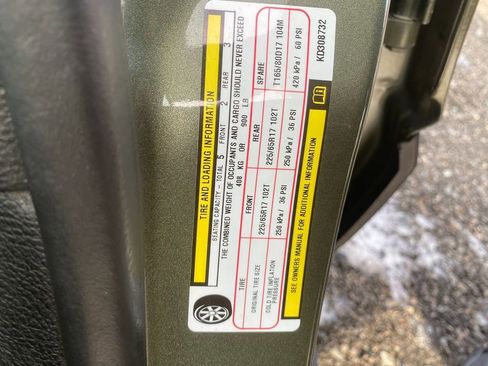 TIRE AND LOADING INFORMATION
SEATING CAPACITY - TOTAL 5 FRONT 2 REAR 3
THE COMBINED WEIGHT OF OCCUPANTS AND CARGO SHOULD NEVER EXCEED
408 KG OR 900 LB
TIRE FRONT REAR SPARE
ORIGINAL TIRE SIZE 225/65R17 102T 225/65R17 102T T165/80D17 104M
COLD TIRE INFLATION PRESSURE 250 kPa / 36 PSI 250 kPa / 36 PSI 420 kPa / 60 PSI
SEE OWNERS MANUAL FOR ADDITIONAL INFORMATION
KD308732